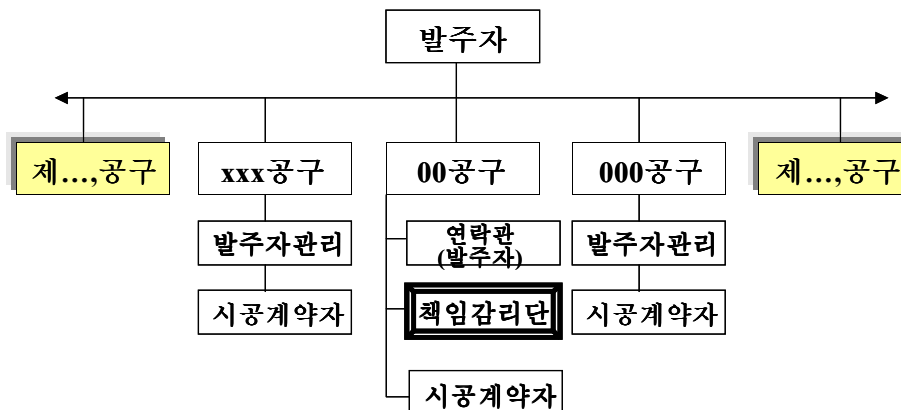 발주자
제...,공구
xxx공구
00공구
000공구
제...,공구
발주자관리
연락관
(발주자)
발주자관리
시공계약자
책임감리단
시공계약자
시공계약자